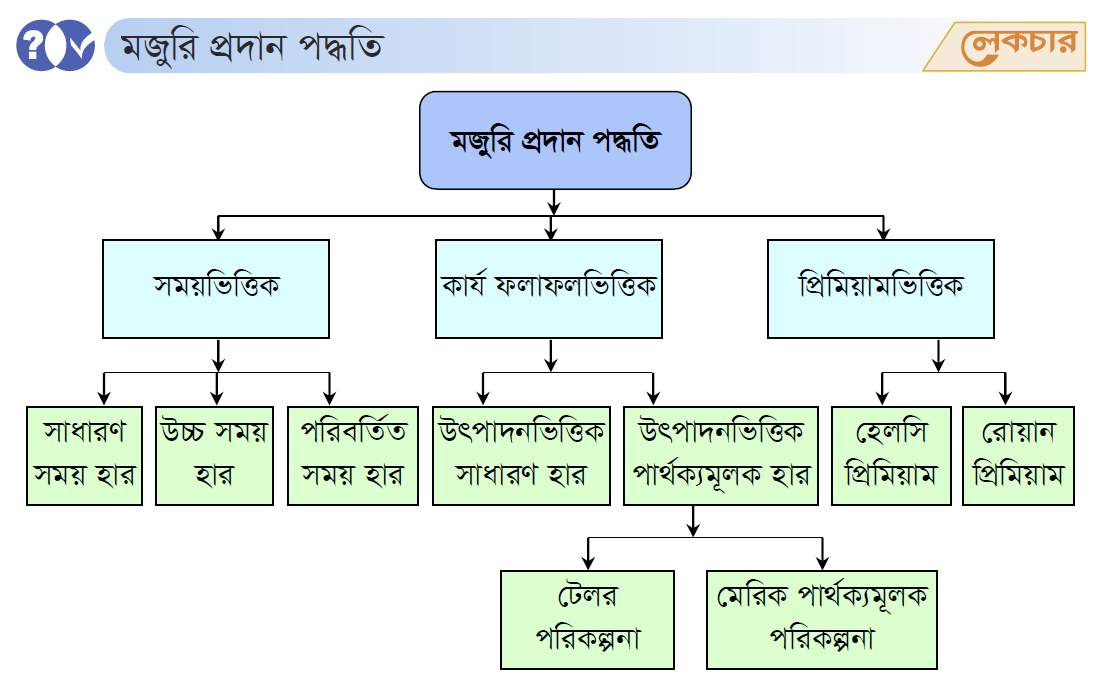 ?
মজুরি প্রদান পদ্ধতি
লেকচার
মজুরি প্রদান পদ্ধতি
সময়ভিত্তিক
কার্য ফলাফলভিত্তিক
প্রিমিয়ামভিত্তিক
সাধারণ
সময় হার
উচ্চ সময়
হার
পরিবর্তিত
সময় হার
উৎপাদনভিত্তিক
সাধারণ হার
উৎপাদনভিত্তিক
পার্থক্যমূলক হার
হেলসি
প্রিমিয়াম
রোয়ান
প্রিমিয়াম
টেলর
পরিকল্পনা
মেরিক পার্থক্যমূলক
পরিকল্পনা